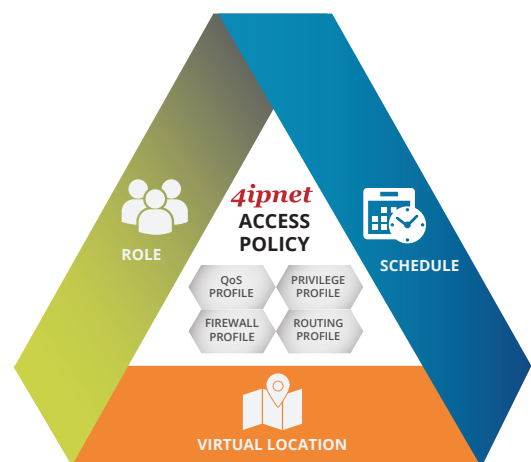 4ipnet
ACCESS
POLICY
ROLE
SCHEDULE
QoS
PROFILE
PRIVILEGE
PROFILE
FIREWALL
PROFILE
ROUTING
PROFILE
VIRTUAL LOCATION